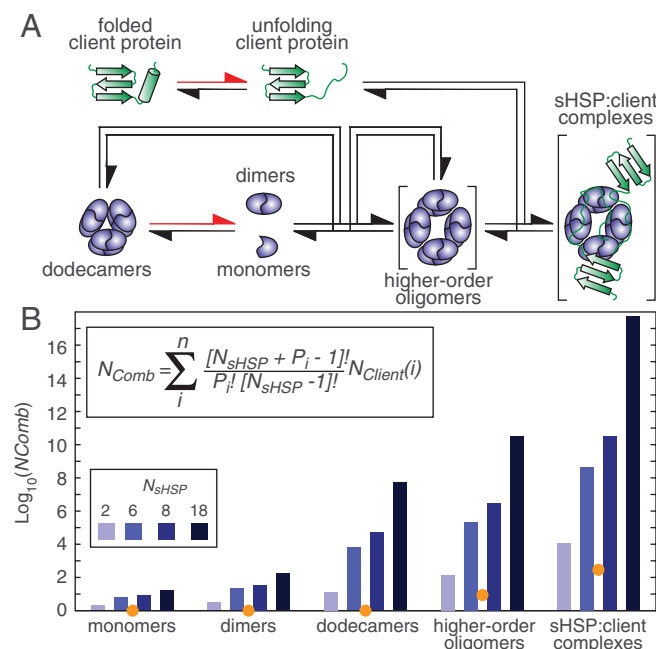 A
folded
client protein
unfolding
client protein
sHSP:client
complexes
dimers
dodecamers
monomers
higher-order
oligomers
B
N_Comb = ∑ n i [N_sHSP + P_i - 1]! / P_i! [N_sHSP -1]! N_Client(i)
Log10(NComb)
16
14
12
10
8
6
4
2
0
N_sHSP
2 6 8 18
monomers dimers dodecamers higher-order oligomers sHSP:client complexes